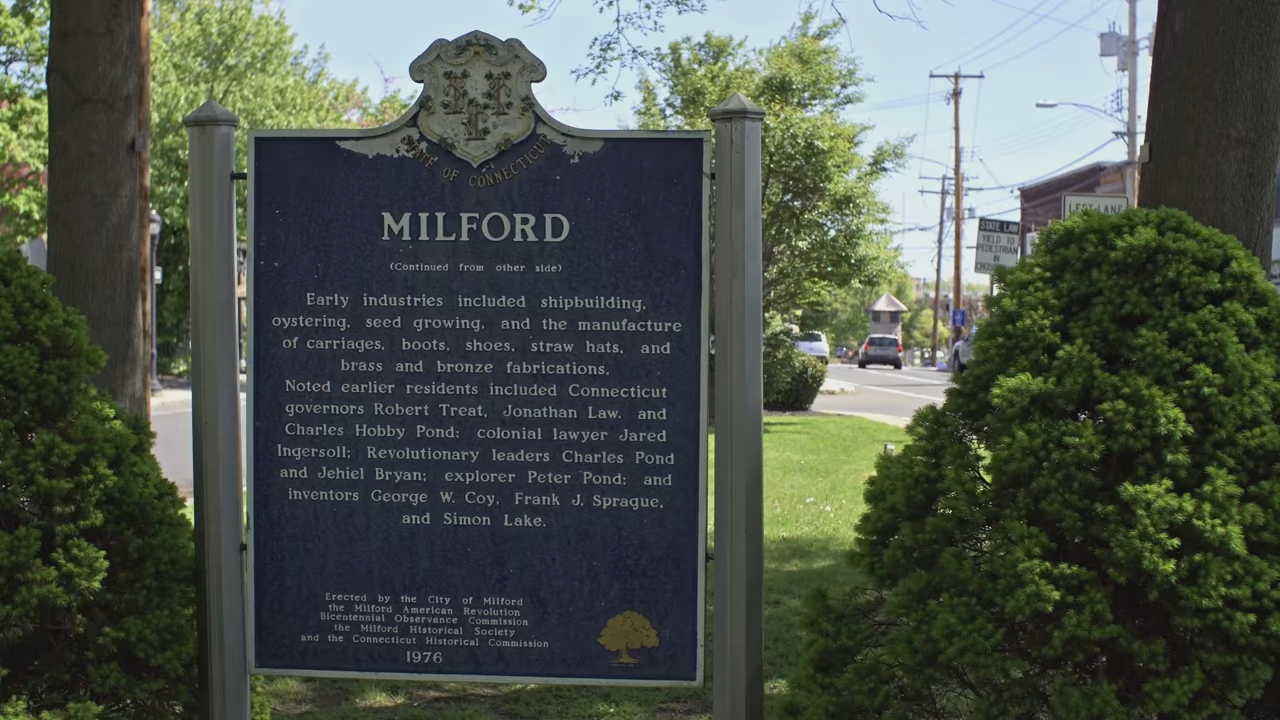 STATE OF CONNECTICUT
MILFORD
(Continued from other side)
Early industries included shipbuilding,
oystering, seed growing, and the manufacture
of carriages, boots, shoes, straw hats, and
brass and bronze fabrications.
Noted earlier residents included Connecticut
governors Robert Treat, Jonathan Law, and
Charles Hobby Pond; colonial lawyer Jared
Ingersoll; Revolutionary leaders Charles Pond
and Jehiel Bryan; explorer Peter Pond; and
inventors George W. Coy, Frank J. Sprague,
and Simon Lake.
Erected by the City of Milford
the Milford American Revolution
Bicentennial Observance Commission
the Milford Historical Society
and the Connecticut Historical Commission
1976
STATE LAW
YIELD TO
PEDESTRIAN
IN